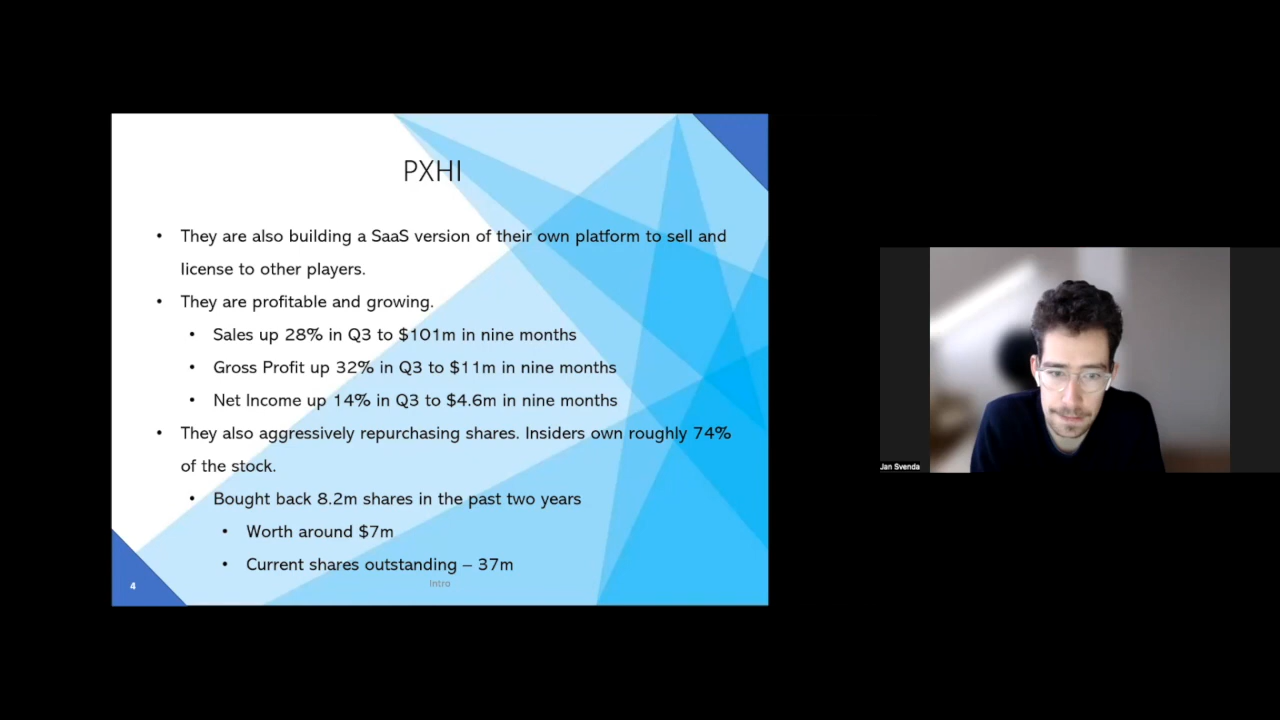 PXHI
• They are also building a SaaS version of their own platform to sell and
license to other players.
• They are profitable and growing.
• Sales up 28% in Q3 to $101m in nine months
• Gross Profit up 32% in Q3 to $11m in nine months
• Net Income up 14% in Q3 to $4.6m in nine months
• They also aggressively repurchasing shares. Insiders own roughly 74%
of the stock.
• Bought back 8.2m shares in the past two years
• Worth around $7m
• Current shares outstanding – 37m
4
Intro
Jan Svenda